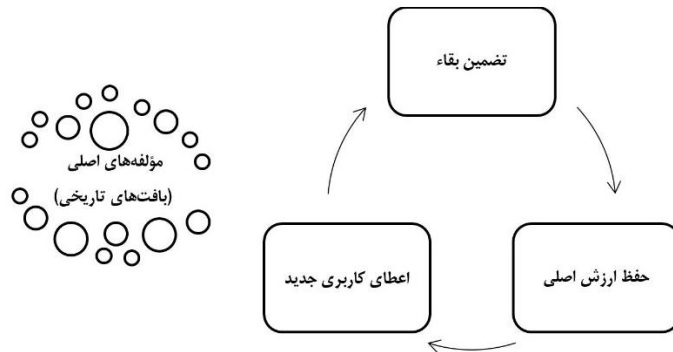 تضمین بقاء
مؤلفه‌های اصلی
(بافت‌های تاریخی)
حفظ ارزش اصلی
اعطای کاربری جدید